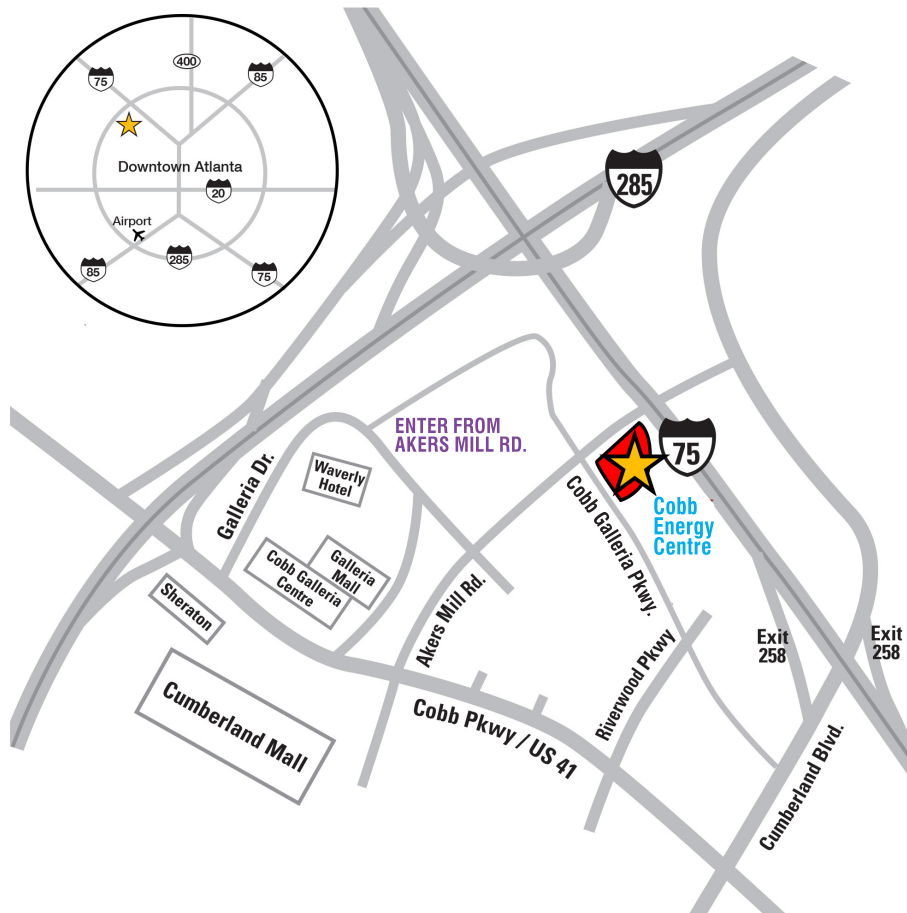 400
75
85
Downtown Atlanta
20
Airport
85
285
75
285
ENTER FROM
AKERS MILL RD.
75
Waverly
Hotel
Galleria Dr.
Cobb
Energy
Centre
Cobb Galleria Pkwy.
Galleria
Mall
Cobb Galleria
Centre
Sheraton
Akers Mill Rd.
Exit
258
Exit
258
Riverwood Pkwy
Cumberland Mall
Cobb Pkwy / US 41
Cumberland Blvd.